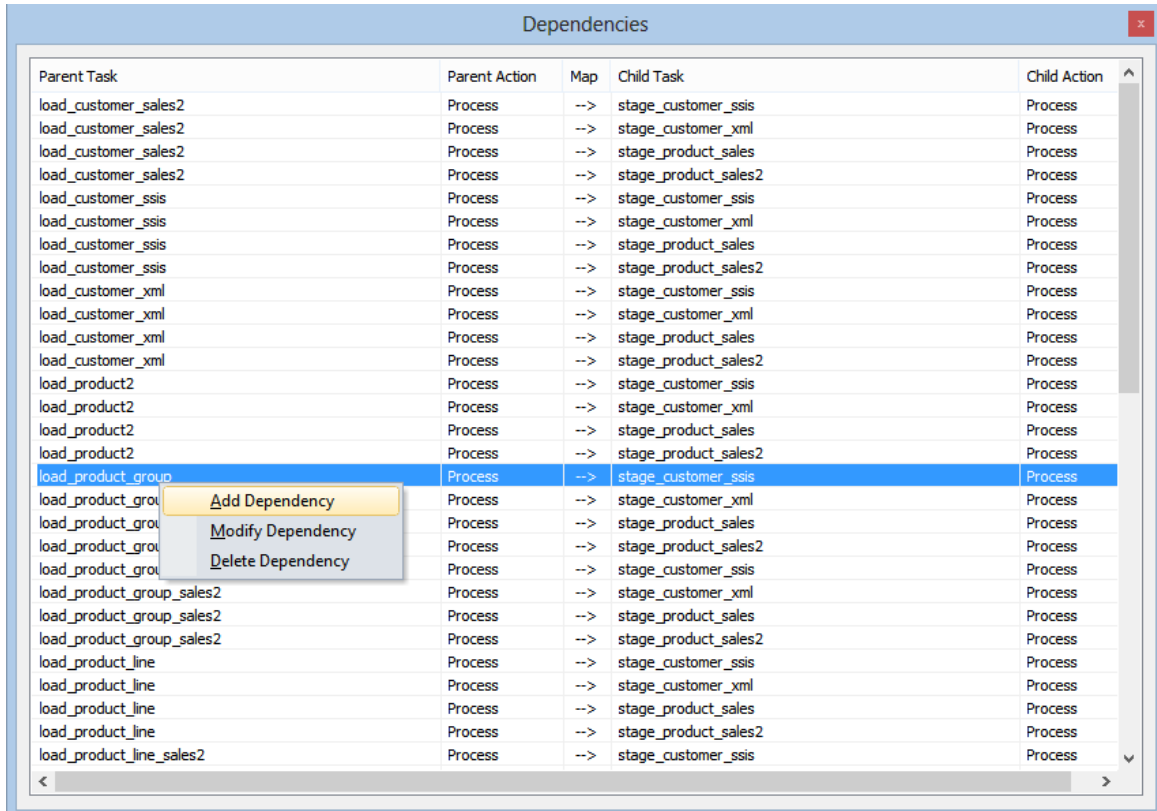 Dependencies
x
Parent Task Parent Action Map Child Task Child Action
load_customer_sales2 Process --> stage_customer_ssis Process
load_customer_sales2 Process --> stage_customer_xml Process
load_customer_sales2 Process --> stage_product_sales Process
load_customer_sales2 Process --> stage_product_sales2 Process
load_customer_ssis Process --> stage_customer_ssis Process
load_customer_ssis Process --> stage_customer_xml Process
load_customer_ssis Process --> stage_product_sales Process
load_customer_ssis Process --> stage_product_sales2 Process
load_customer_xml Process --> stage_customer_ssis Process
load_customer_xml Process --> stage_customer_xml Process
load_customer_xml Process --> stage_product_sales Process
load_customer_xml Process --> stage_product_sales2 Process
load_product2 Process --> stage_customer_ssis Process
load_product2 Process --> stage_customer_xml Process
load_product2 Process --> stage_product_sales Process
load_product2 Process --> stage_product_sales2 Process
load_product_group Process --> stage_customer_ssis Process
load_product_grou Process --> stage_customer_xml Process
Add Dependency
load_product_grou Process --> stage_product_sales Process
Modify Dependency
load_product_grou Process --> stage_product_sales2 Process
Delete Dependency
load_product_grou Process --> stage_customer_ssis Process
load_product_group_sales2 Process --> stage_customer_xml Process
load_product_group_sales2 Process --> stage_product_sales Process
load_product_group_sales2 Process --> stage_product_sales2 Process
load_product_line Process --> stage_customer_ssis Process
load_product_line Process --> stage_customer_xml Process
load_product_line Process --> stage_product_sales Process
load_product_line Process --> stage_product_sales2 Process
load_product_line_sales2 Process --> stage_customer_ssis Process